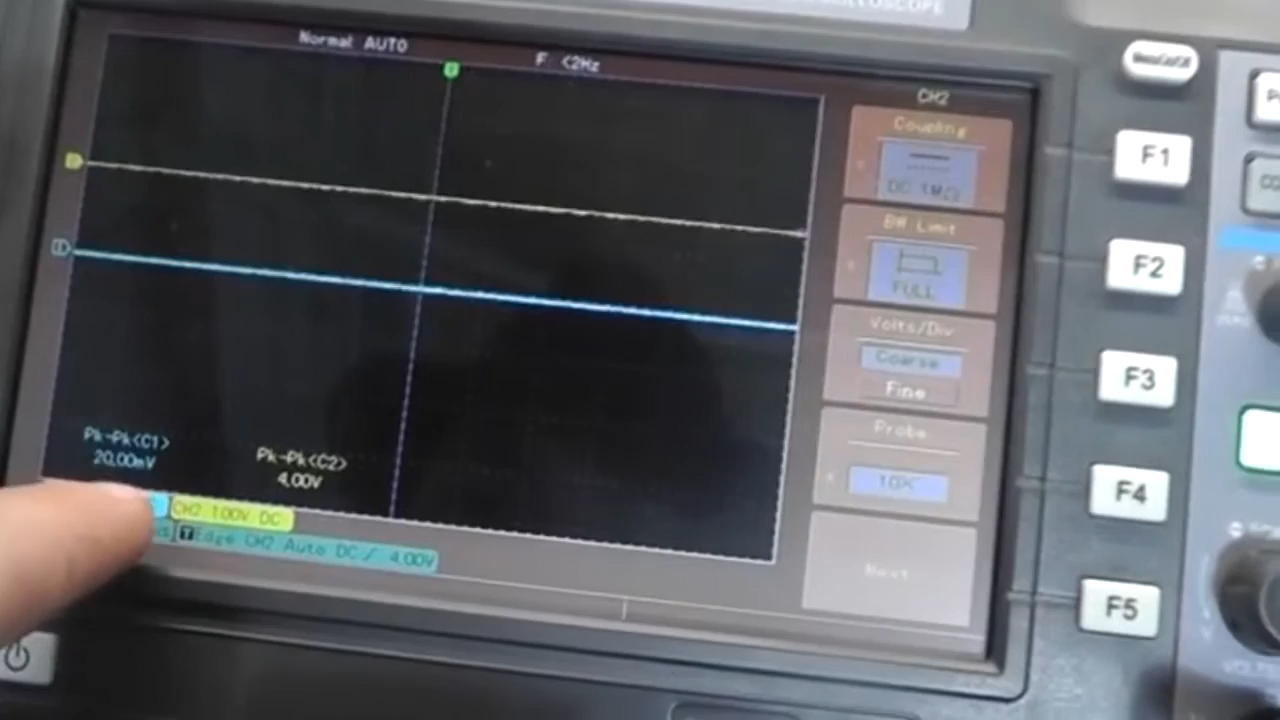 Normal AUTO
F <2Hz
CH2
Coupling
DC 1MΩ
BW Limit
FULL
Volts/Div
Coarse
Fine
Probe
10X
Next
Pk-Pk(C1)
20.00mV
Pk-Pk(C2)
4.00V
CH2 100V DC
T Edge CH2 Auto DC 4.00V
F1
F2
F3
F4
F5